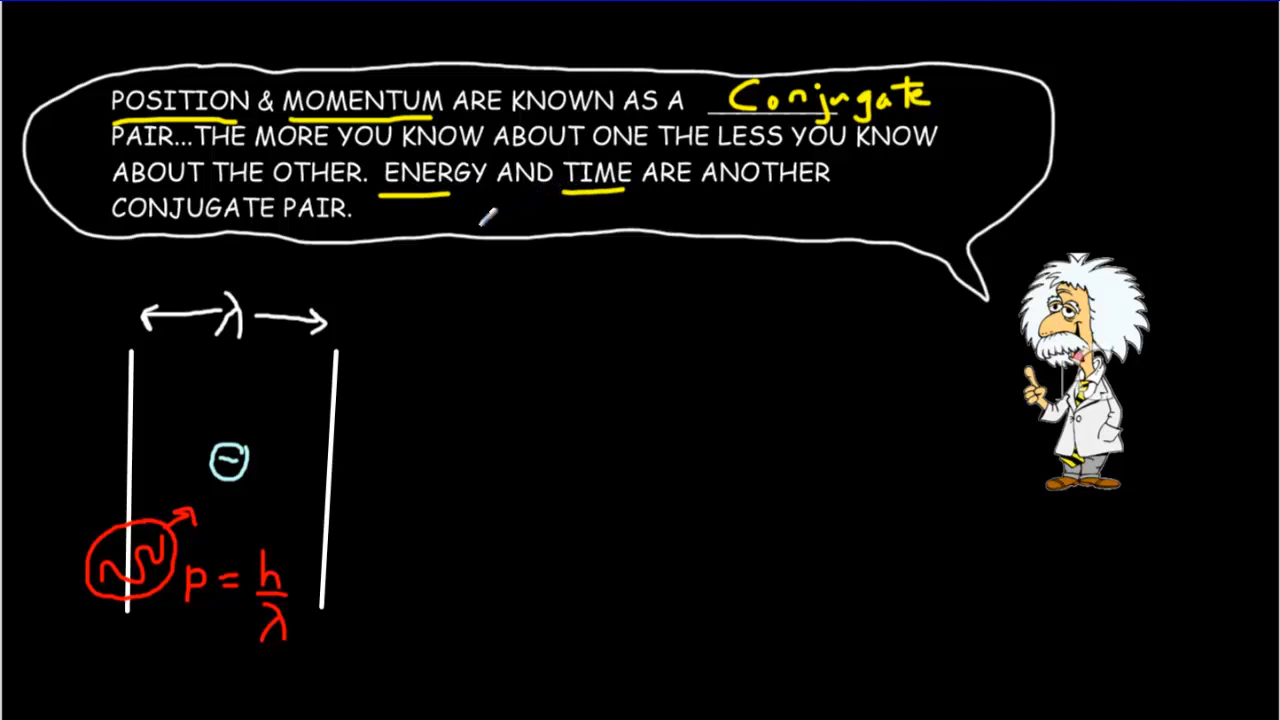 POSITION & MOMENTUM ARE KNOWN AS A Conjugate
PAIR...THE MORE YOU KNOW ABOUT ONE THE LESS YOU KNOW
ABOUT THE OTHER. ENERGY AND TIME ARE ANOTHER
CONJUGATE PAIR.
λ
−
p = h/λ